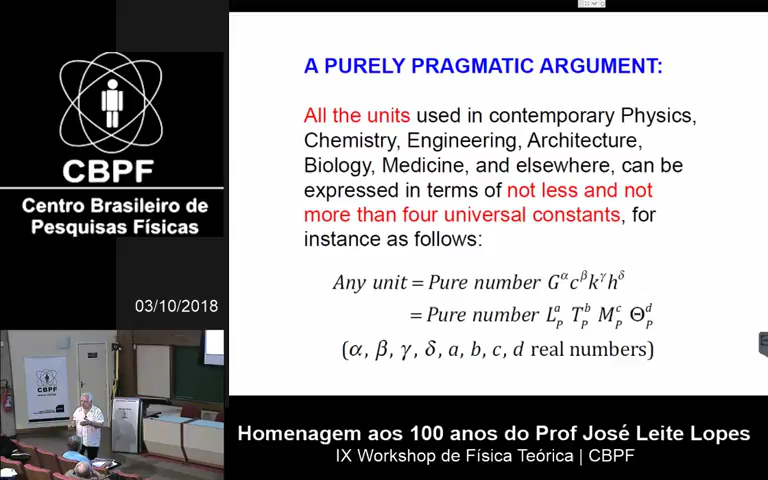 CBPF
Centro Brasileiro de
Pesquisas Físicas
03/10/2018
CBPF
A PURELY PRAGMATIC ARGUMENT:
All the units used in contemporary Physics,
Chemistry, Engineering, Architecture,
Biology, Medicine, and elsewhere, can be
expressed in terms of not less and not
more than four universal constants, for
instance as follows:
Any unit = Pure number G^α c^β k^γ h^δ
= Pure number L_P^a T_P^b M_P^c Θ_P^d
(α, β, γ, δ, a, b, c, d real numbers)
Homenagem aos 100 anos do Prof José Leite Lopes
IX Workshop de Física Teórica | CBPF